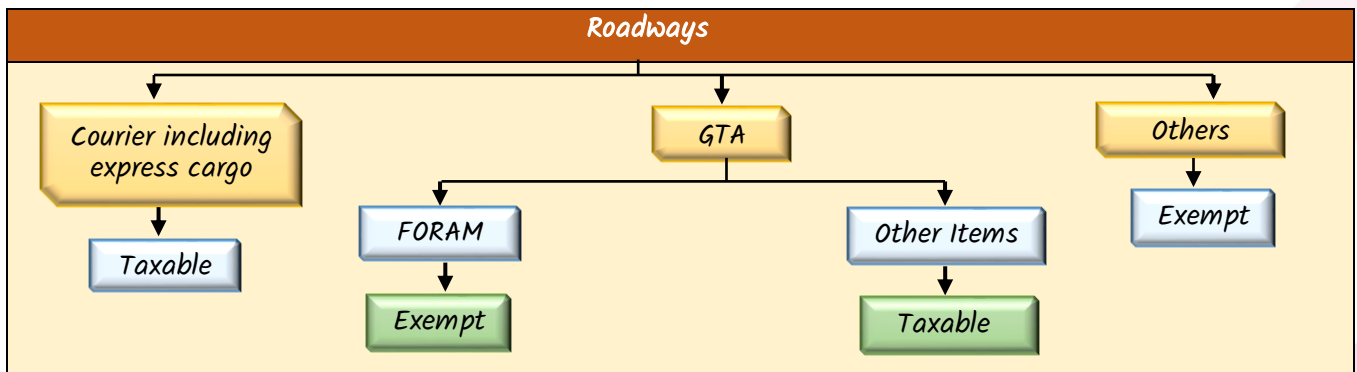 Roadways
Courier including
express cargo
Taxable
GTA
FORAM
Exempt
Other Items
Taxable
Others
Exempt